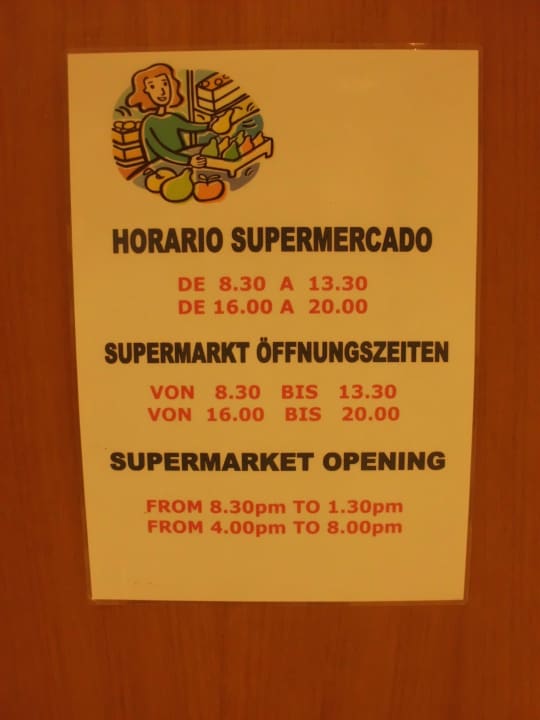 HORARIO SUPERMERCADO
DE 8.30 A 13.30
DE 16.00 A 20.00
SUPERMARKT ÖFFNUNGSZEITEN
VON 8.30 BIS 13.30
VON 16.00 BIS 20.00
SUPERMARKET OPENING
FROM 8.30pm TO 1.30pm
FROM 4.00pm TO 8.00pm